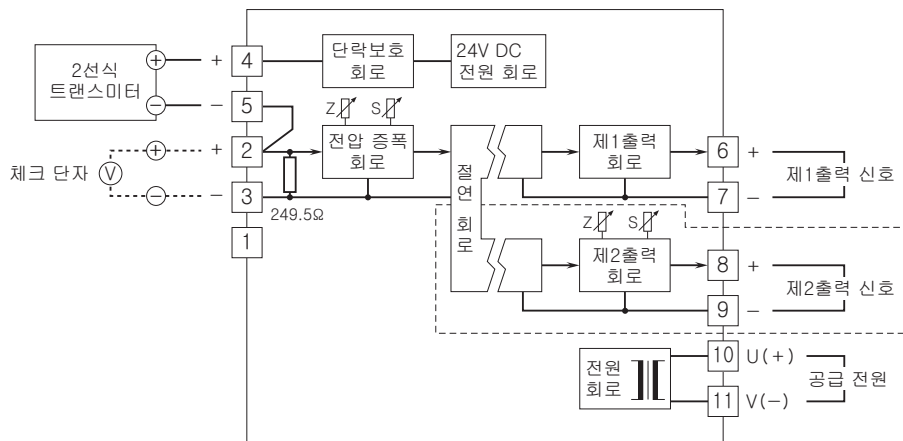 2선식
트랜스미터
+
−
+ 4
− 5
단락보호
회로
24V DC
전원 회로
Z S
체크 단자 V
+
−
+ 2
− 3
249.5Ω
1
전압 증폭
회로
절연 회로
제1출력
회로
6 +
7 −
제1출력 신호
Z S
제2출력
회로
8 +
9 −
제2출력 신호
전원
회로
10 U(+)
11 V(−)
공급 전원